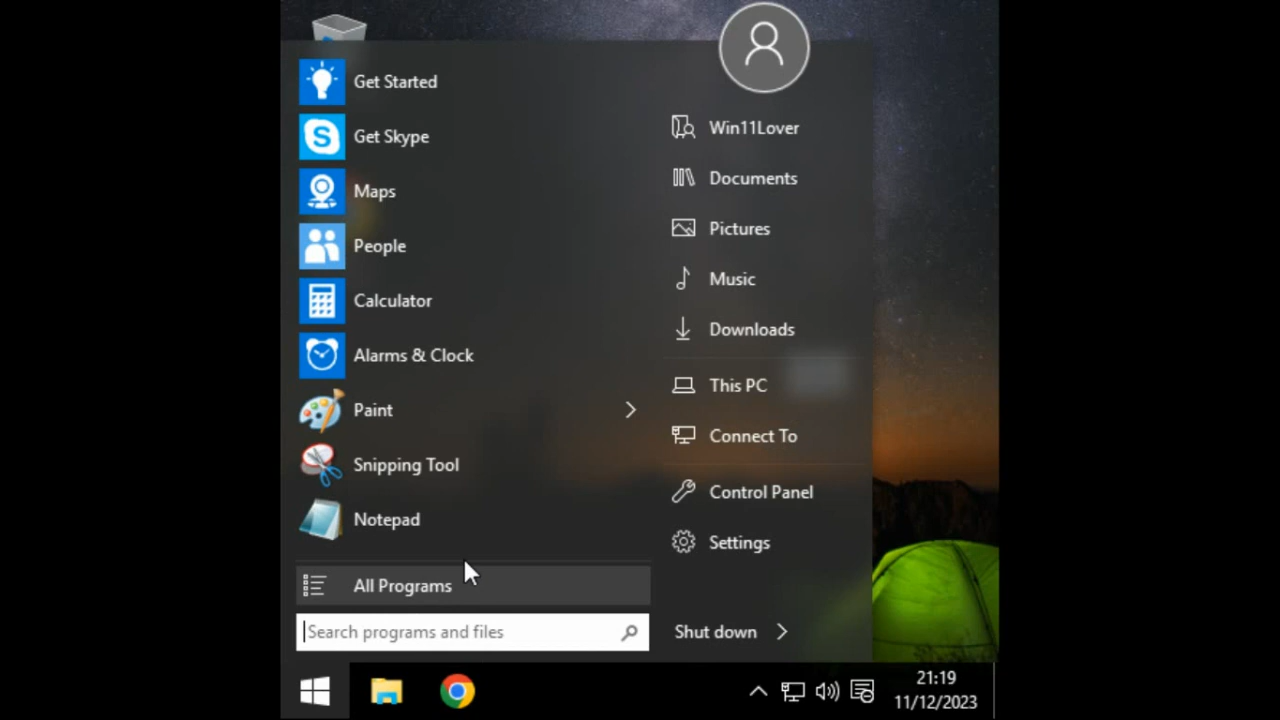 Get Started
Get Skype
Maps
People
Calculator
Alarms & Clock
Paint
Snipping Tool
Notepad
All Programs
Search programs and files
Win11Lover
Documents
Pictures
Music
Downloads
This PC
Connect To
Control Panel
Settings
Shut down
21:19
11/12/2023